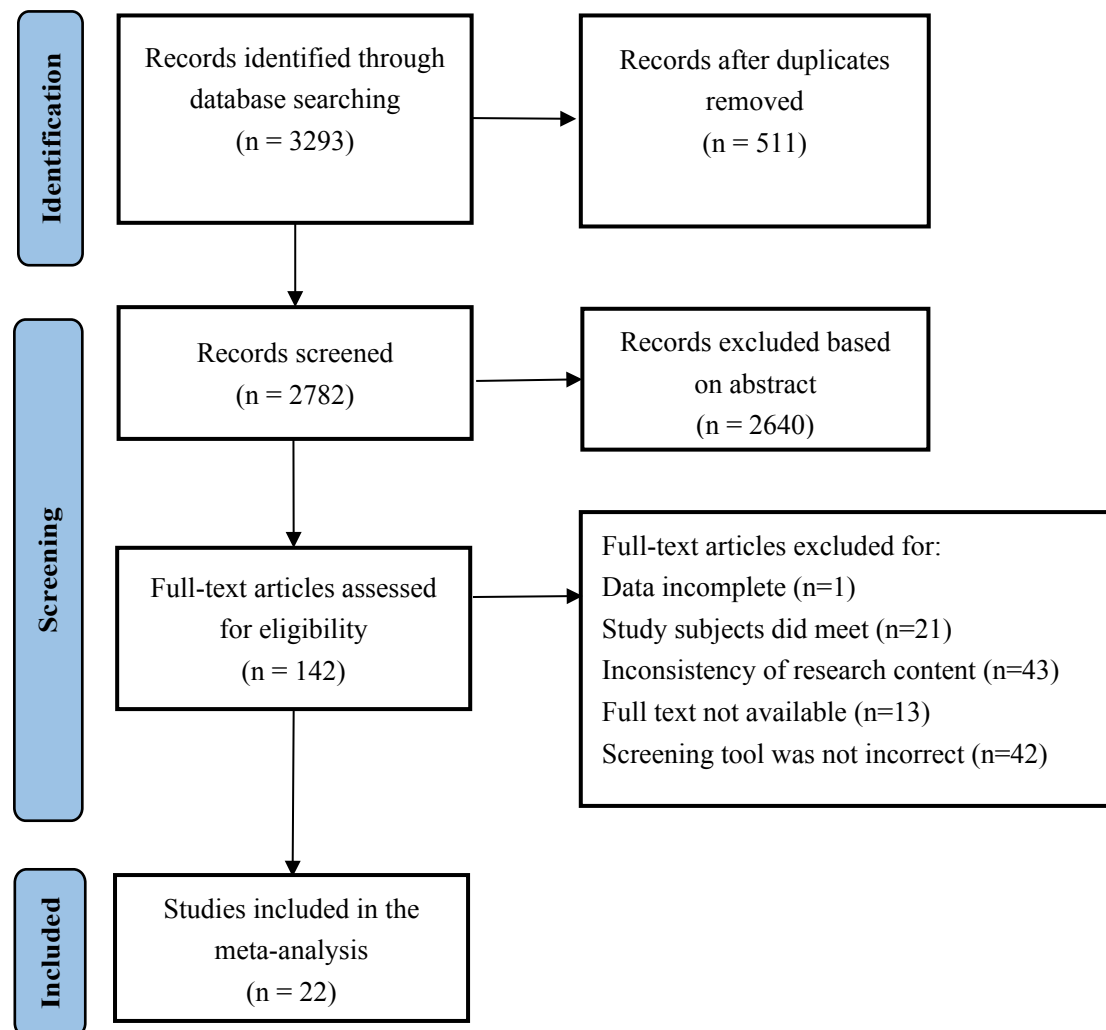 Identification
Records identified through
database searching
(n = 3293)
Records after duplicates
removed
(n = 511)
Screening
Records screened
(n = 2782)
Records excluded based
on abstract
(n = 2640)
Full-text articles assessed
for eligibility
(n = 142)
Full-text articles excluded for:
Data incomplete (n=1)
Study subjects did meet (n=21)
Inconsistency of research content (n=43)
Full text not available (n=13)
Screening tool was not incorrect (n=42)
Included
Studies included in the
meta-analysis
(n = 22)